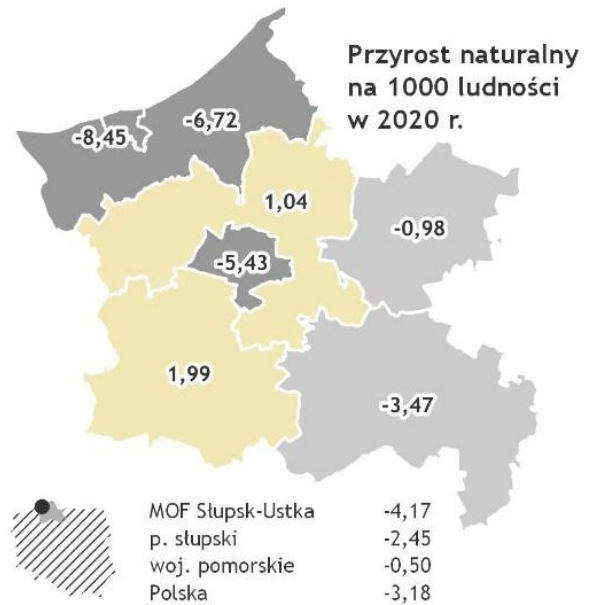 Przyrost naturalny
na 1000 ludności
w 2020 r.
-6,72
-8,45
1,04
-0,98
-5,43
1,99
-3,47
MOF Słupsk-Ustka -4,17
p. słupski -2,45
woj. pomorskie -0,50
Polska -3,18